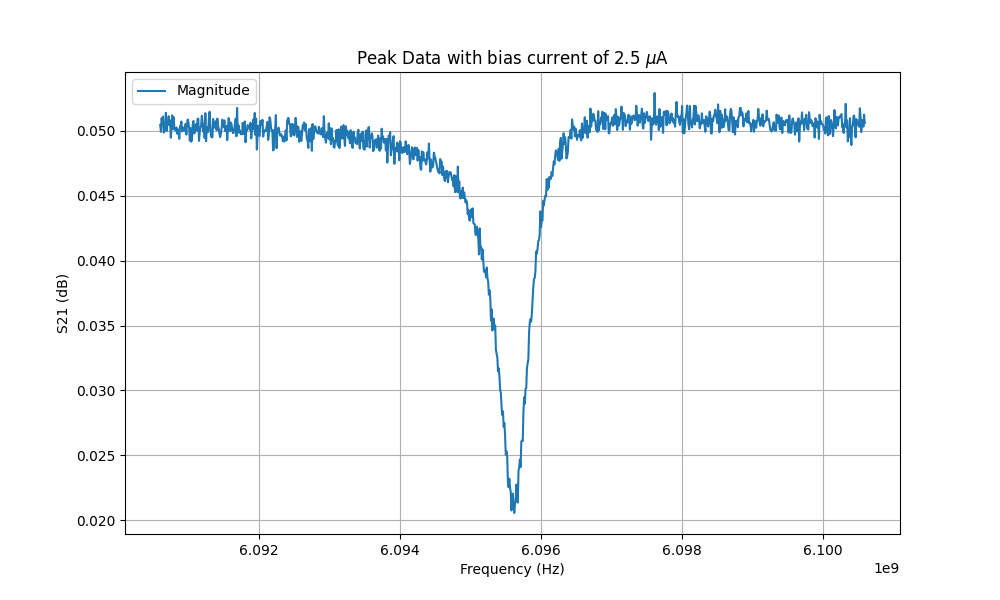 Peak Data with bias current of 2.5 μA
Magnitude
0.050
0.045
0.040
0.035
0.030
0.025
0.020
S21 (dB)
6.092 6.094 6.096 6.098 6.100
1e9
Frequency (Hz)